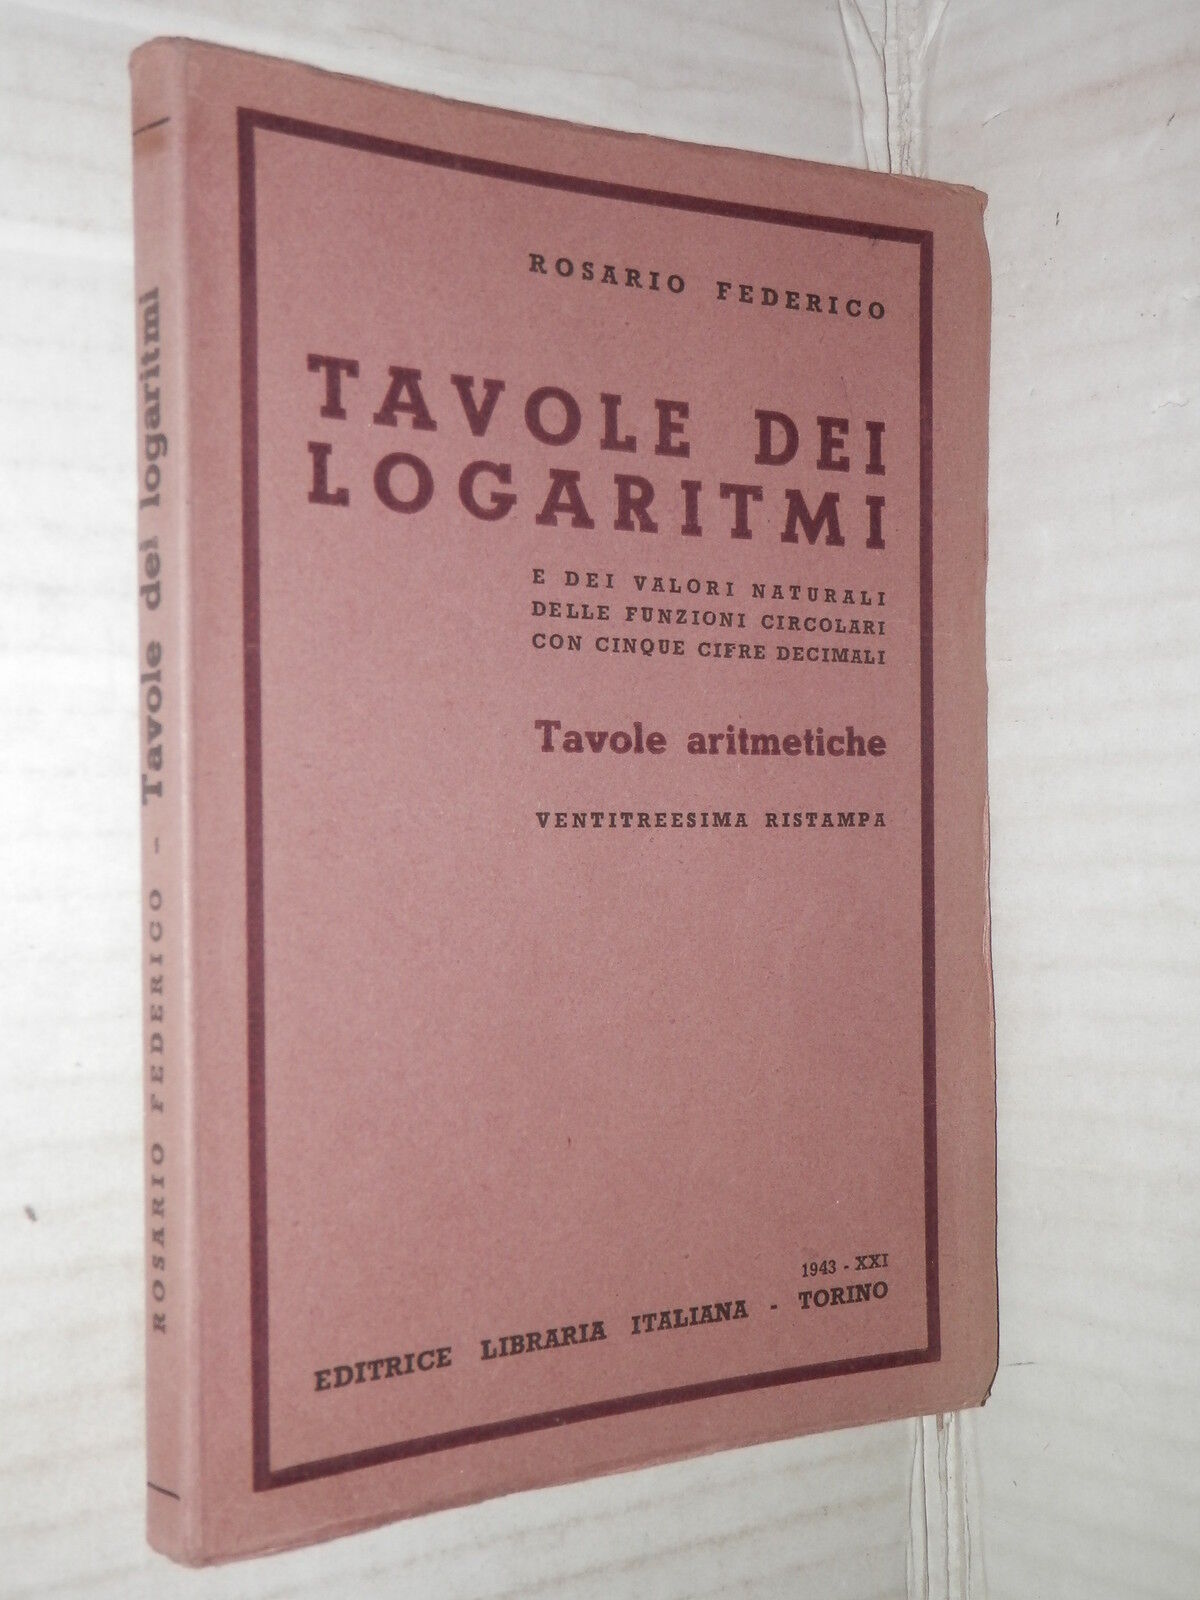 ROSARIO FEDERICO
TAVOLE DEI
LOGARITMI
E DEI VALORI NATURALI
DELLE FUNZIONI CIRCOLARI
CON CINQUE CIFRE DECIMALI
Tavole aritmetiche
VENTITREESIMA RISTAMPA
1943 - XXI
EDITRICE LIBRARIA ITALIANA - TORINO
ROSARIO FEDERICO - Tavole dei logaritmi